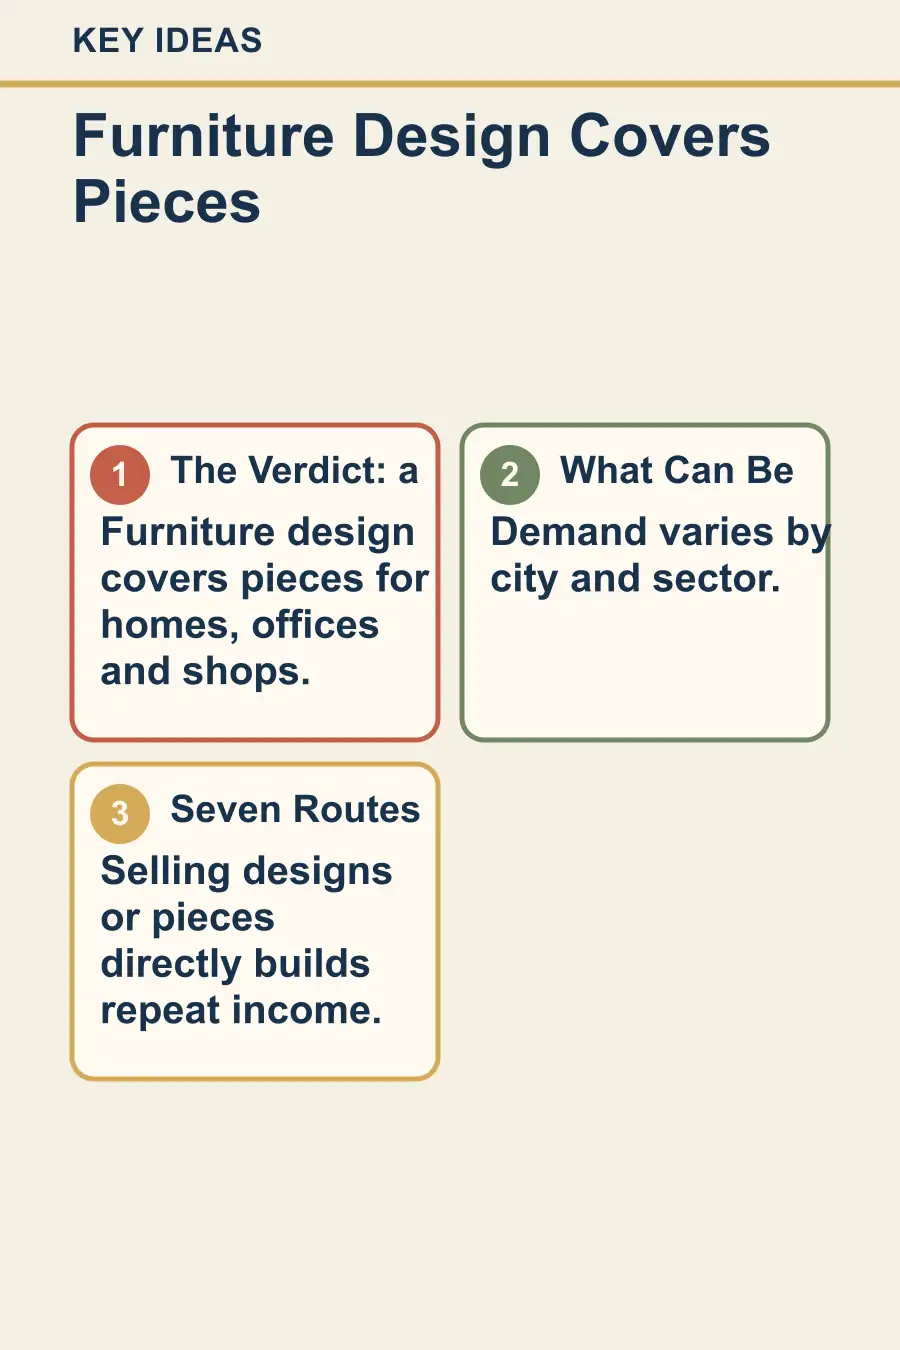 KEY IDEAS
Furniture Design Covers
Pieces
1 The Verdict: a
Furniture design
covers pieces for
homes, offices
and shops.
2 What Can Be
Demand varies by
city and sector.
3 Seven Routes
Selling designs
or pieces
directly builds
repeat income.